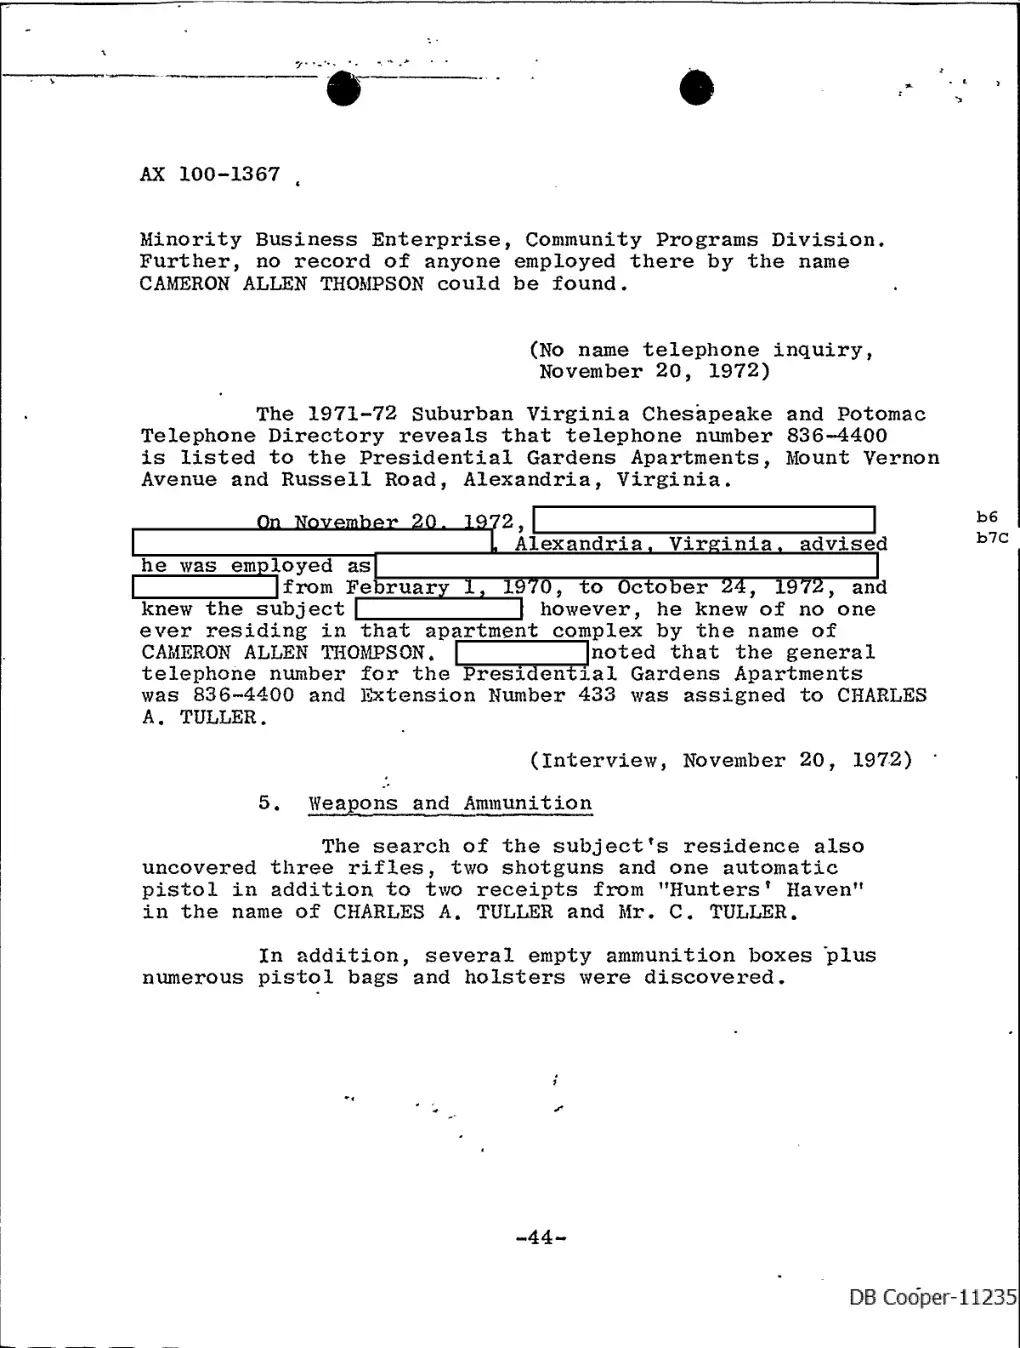 AX 100-1367
Minority Business Enterprise, Community Programs Division.
Further, no record of anyone employed there by the name
CAMERON ALLEN THOMPSON could be found.
(No name telephone inquiry,
November 20, 1972)
The 1971-72 Suburban Virginia Chesapeake and Potomac
Telephone Directory reveals that telephone number 836-4400
is listed to the Presidential Gardens Apartments, Mount Vernon
Avenue and Russell Road, Alexandria, Virginia.
On November 20, 1972, b6
, Alexandria, Virginia, advised b7C
he was employed as
from February 1, 1970, to October 24, 1972, and
knew the subject however, he knew of no one
ever residing in that apartment complex by the name of
CAMERON ALLEN THOMPSON. noted that the general
telephone number for the Presidential Gardens Apartments
was 836-4400 and Extension Number 433 was assigned to CHARLES
A. TULLER.
(Interview, November 20, 1972)
5. Weapons and Ammunition
The search of the subject's residence also
uncovered three rifles, two shotguns and one automatic
pistol in addition to two receipts from "Hunters' Haven"
in the name of CHARLES A. TULLER and Mr. C. TULLER.
In addition, several empty ammunition boxes plus
numerous pistol bags and holsters were discovered.
-44-
DB Cooper-11235